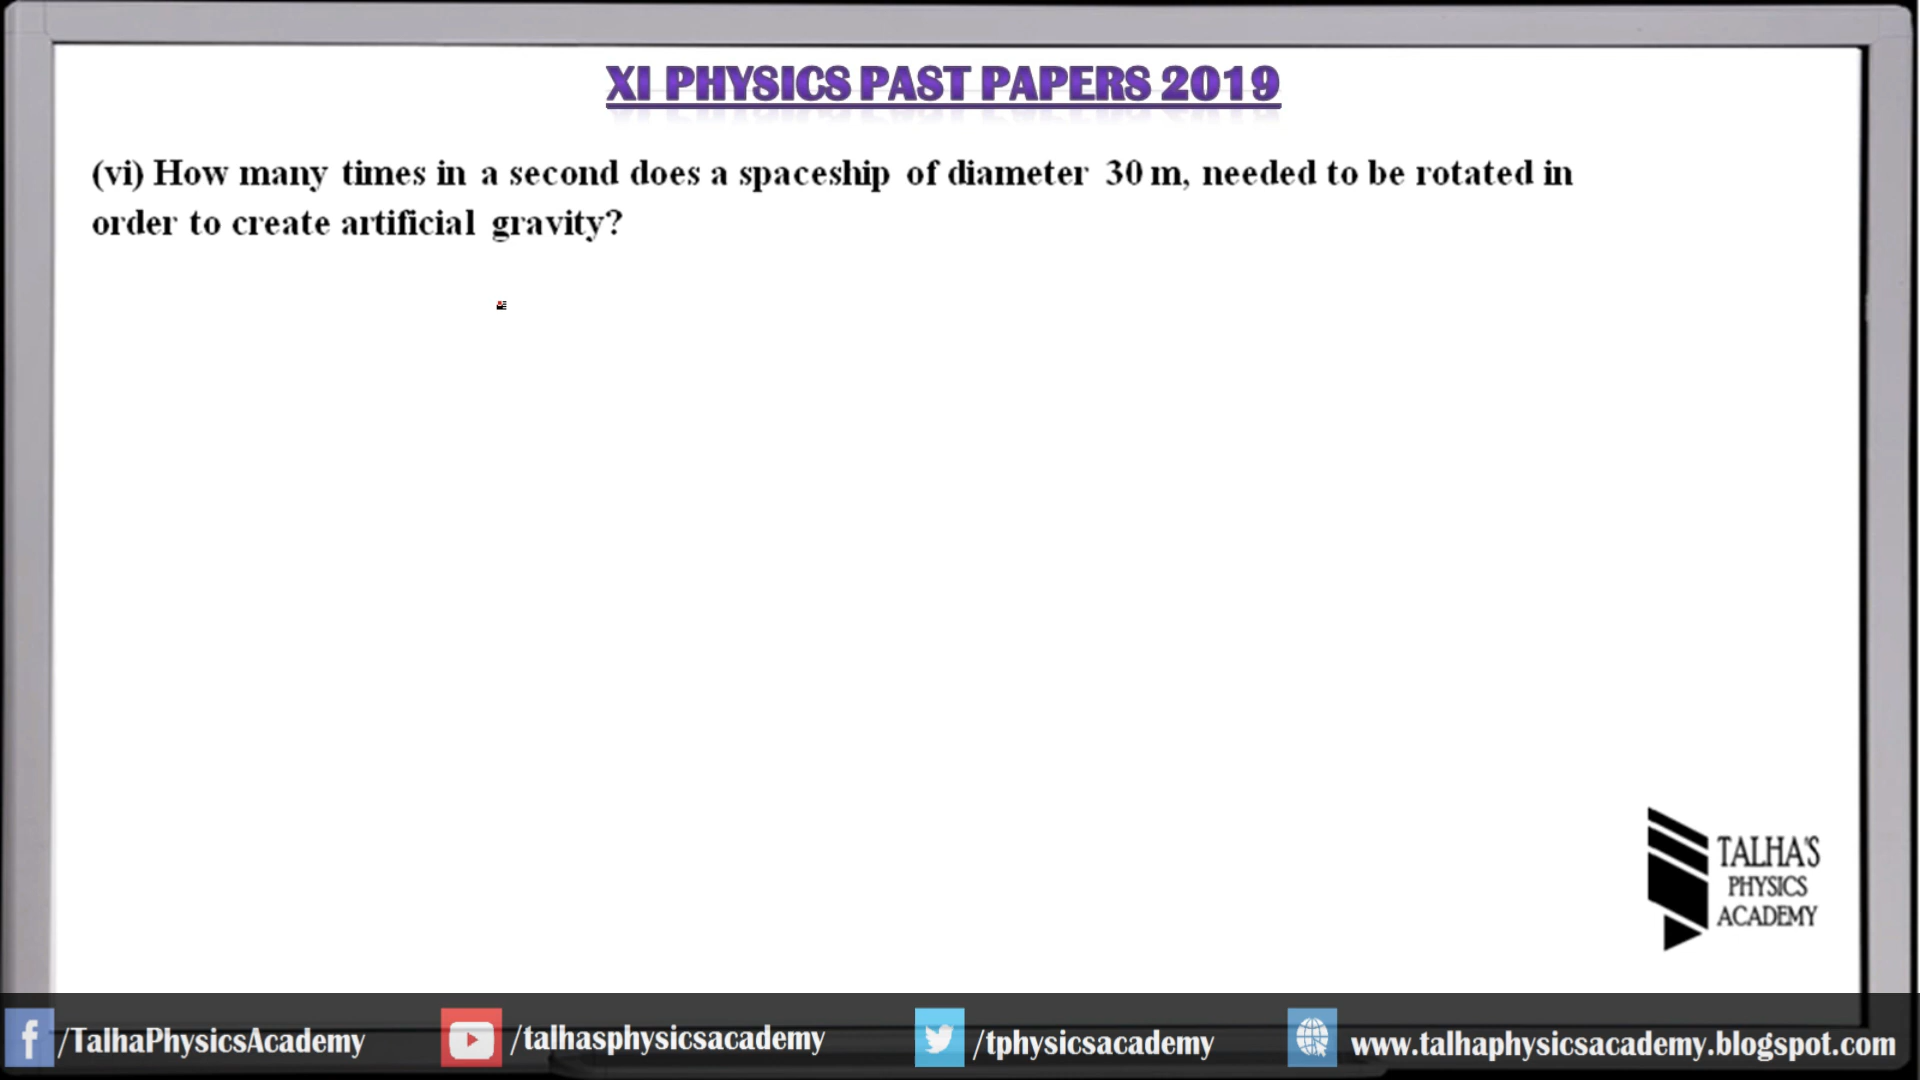 XI PHYSICS PAST PAPERS 2019
(vi) How many times in a second does a spaceship of diameter 30 m, needed to be rotated in
order to create artificial gravity?
TALHA'S
PHYSICS
ACADEMY
/TalhaPhysicsAcademy
/talhasphysicsacademy
/tphysicsacademy
www.talhaphysicsacademy.blogspot.com